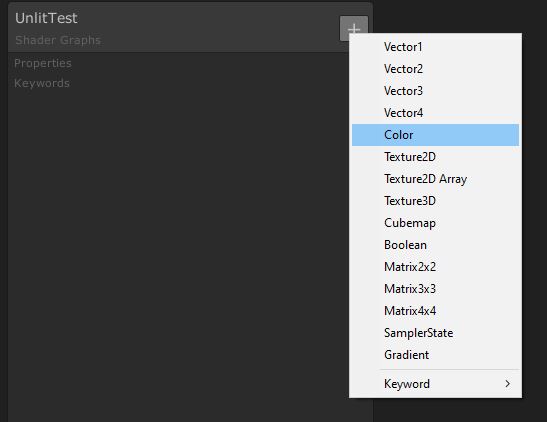 UnlitTest
Shader Graphs
Properties
Keywords
Vector1
Vector2
Vector3
Vector4
Color
Texture2D
Texture2D Array
Texture3D
Cubemap
Boolean
Matrix2x2
Matrix3x3
Matrix4x4
SamplerState
Gradient
Keyword